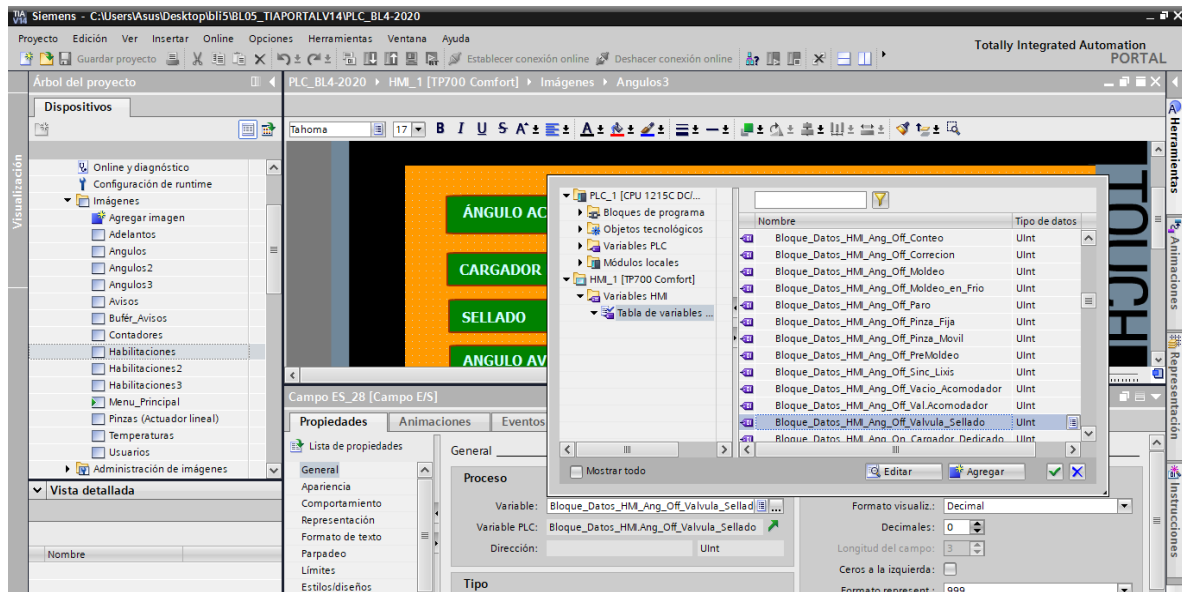 Siemens - C:\Users\Asus\Desktop\bli5\BL05_TIAPORTALV14\PLC_BL4-2020
Proyecto Edición Ver Insertar Online Opciones Herramientas Ventana Ayuda
Guardar proyecto Establecer conexión online Deshacer conexión online
Totally Integrated Automation
PORTAL
Árbol del proyecto
PLC_BL4-2020 HMI_1 [TP700 Comfort] Imágenes Angulos3
Dispositivos
Tahoma 17 B I U S A
Visualización
Online y diagnóstico
Configuración de runtime
Imágenes
Agregar imagen
Adelantos
Angulos
Angulos2
Angulos3
Avisos
Bufér_Avisos
Contadores
Habilitaciones
Habilitaciones2
Habilitaciones3
Menu_Principal
Pinzas (Actuador lineal)
Temperaturas
Usuarios
Administración de imágenes
Vista detallada
Nombre
ÁNGULO AC
CARGADOR
SELLADO
ANGULO AV
TOUCH
PLC_1 [CPU 1215C DC/...
Bloques de programa
Objetos tecnológicos
Variables PLC
Módulos locales
HMI_1 [TP700 Comfort]
Variables HMI
Tabla de variables ...
Nombre Tipo de datos
Bloque_Datos_HMI_Ang_Off_Conteo UInt
Bloque_Datos_HMI_Ang_Off_Correcion UInt
Bloque_Datos_HMI_Ang_Off_Moldeo UInt
Bloque_Datos_HMI_Ang_Off_Moldeo_en_Frio UInt
Bloque_Datos_HMI_Ang_Off_Paro UInt
Bloque_Datos_HMI_Ang_Off_Pinza_Fija UInt
Bloque_Datos_HMI_Ang_Off_Pinza_Movil UInt
Bloque_Datos_HMI_Ang_Off_PreMoldeo UInt
Bloque_Datos_HMI_Ang_Off_Sinc_Lixis UInt
Bloque_Datos_HMI_Ang_Off_Vacio_Acomodador UInt
Bloque_Datos_HMI_Ang_Off_Val.Acomodador UInt
Bloque_Datos_HMI_Ang_Off_Valvula_Sellado UInt
Bloque_Datos_HMI_Ang_On_Cargador_Dedicado UInt
Mostrar todo Editar Agregar
Campo ES_28 [Campo E/S]
Propiedades Animaciones Eventos
Lista de propiedades
General
Apariencia
Comportamiento
Representación
Formato de texto
Parpadeo
Límites
Estilos/diseños
General
Proceso
Variable: Bloque_Datos_HMI_Ang_Off_Valvula_Sellad ...
Variable PLC: Bloque_Datos_HMI.Ang_Off_Valvula_Sellado
Dirección: UInt
Tipo
Formato visualiz.: Decimal
Decimales: 0
Longitud del campo: 3
Ceros a la izquierda:
Formato represent.: 999
Herramientas
Animaciones
Representación
Instrucciones